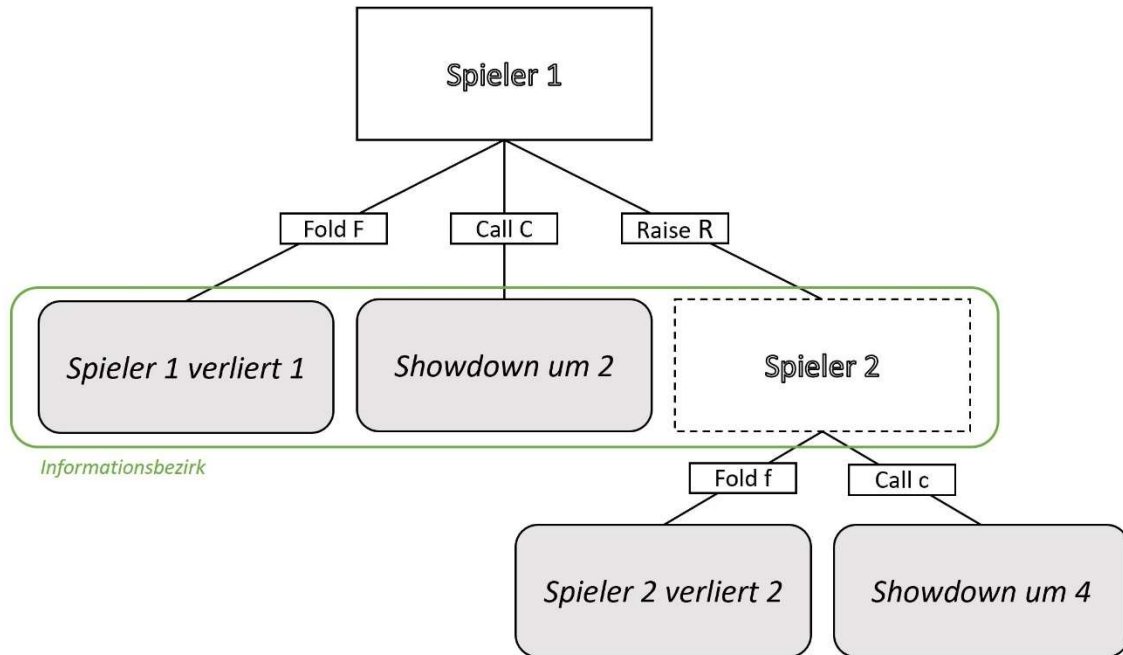 Spieler 1
Fold F
Call C
Raise R
Spieler 1 verliert 1
Showdown um 2
Spieler 2
Informationsbezirk
Fold f
Call c
Spieler 2 verliert 2
Showdown um 4